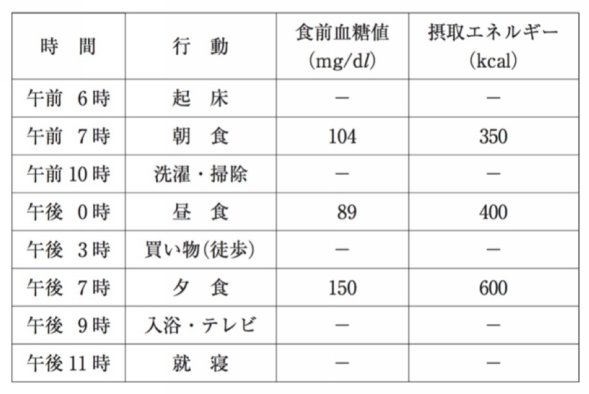 時 間 行 動 食前血糖値 (mg/dl) 摂取エネルギー (kcal)
午前 6時 起 床 － －
午前 7時 朝 食 104 350
午前 10時 洗濯・掃除 － －
午後 0時 昼 食 89 400
午後 3時 買い物(徒歩) － －
午後 7時 夕 食 150 600
午後 9時 入浴・テレビ － －
午後 11時 就 寝 － －